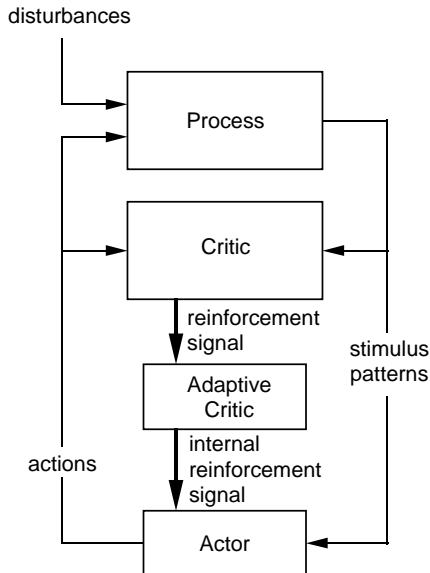 disturbances
Process
Critic
reinforcement
signal
stimulus
patterns
Adaptive
Critic
internal
reinforcement
signal
actions
Actor